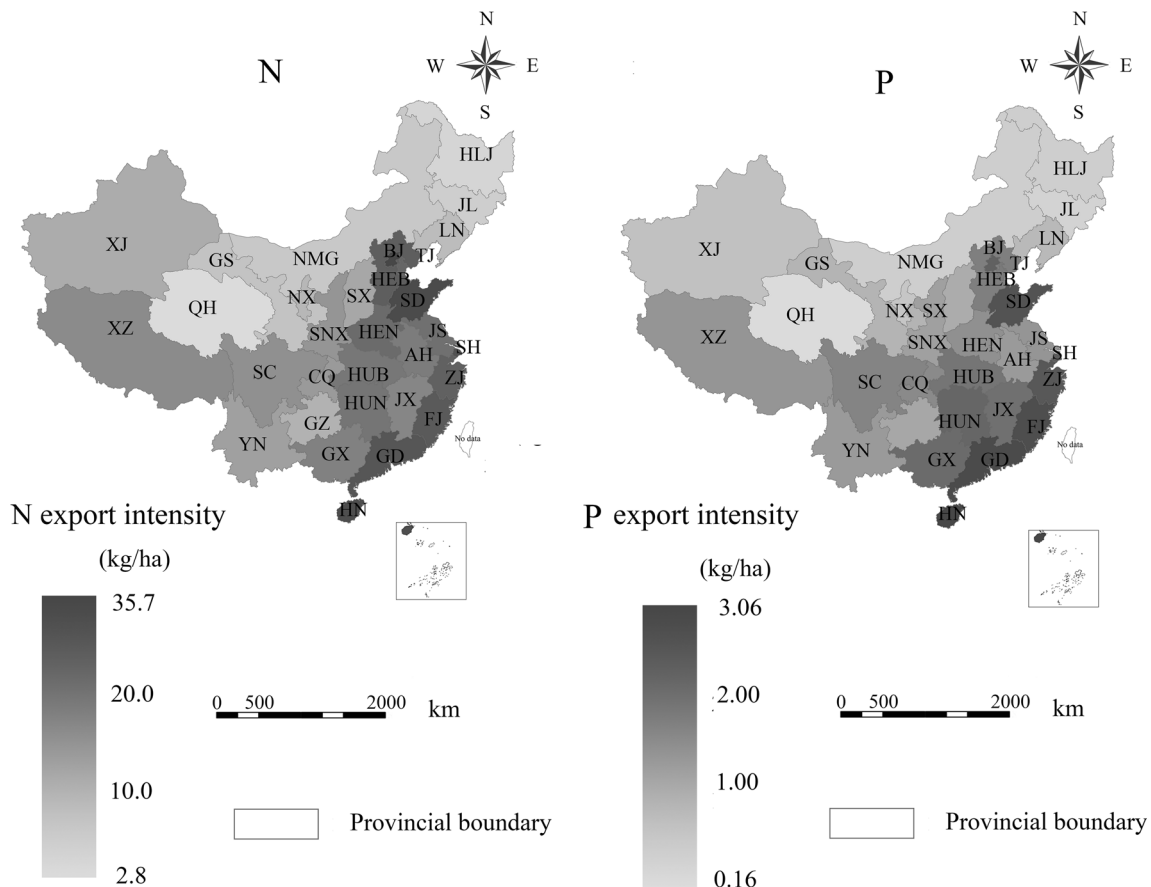 N
N
W
E
S
N
P
W
E
S
HLJ
JL
LN
XJ
GS
NMG
BJ
TJ
HEB
QH
NX
SX
SD
XZ
SNX
HEN
JS
SH
AH
SC
CQ
HUB
ZJ
HUN
JX
GZ
FJ
YN
GX
GD
No data
HN
HLJ
JL
LN
XJ
GS
NMG
BJ
TJ
HEB
QH
NX
SX
SD
XZ
SNX
HEN
JS
SH
AH
SC
CQ
HUB
ZJ
HUN
JX
FJ
YN
GX
GD
No data
HN
N export intensity
(kg/ha)
35.7
20.0
10.0
2.8
0 500 2000 km
Provincial boundary
P export intensity
(kg/ha)
3.06
2.00
1.00
0.16
0 500 2000 km
Provincial boundary